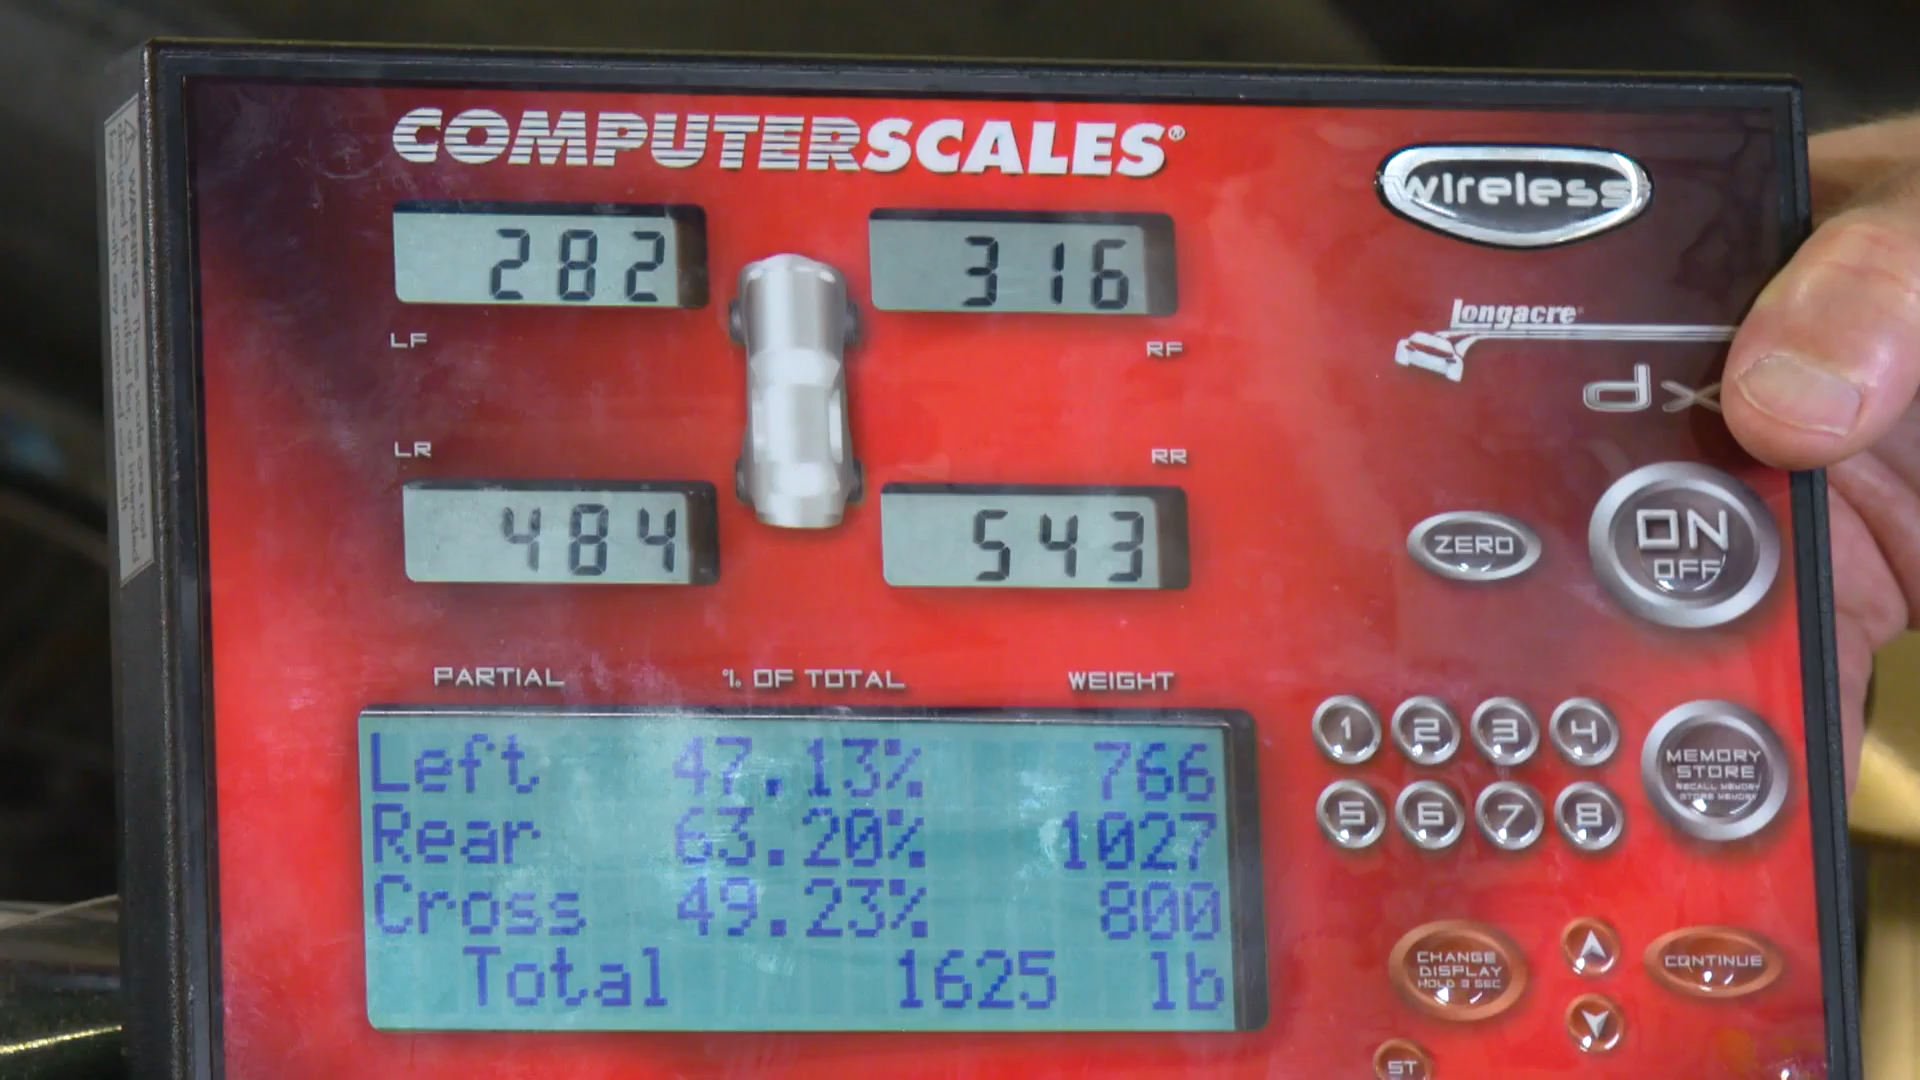 COMPUTERSCALES®
wireless
282
316
LF
RF
Longacre®
dx
LR
RR
484
543
ZERO
ON
OFF
PARTIAL % OF TOTAL WEIGHT
Left 47.13% 766
Rear 63.20% 1027
Cross 49.23% 800
Total 1625 lb
1 2 3 4
5 6 7 8
MEMORY
STORE
RECALL MEMORY
STORE MEMORY
CHANGE
DISPLAY
HOLD 3 SEC
CONTINUE
ST
WARNING